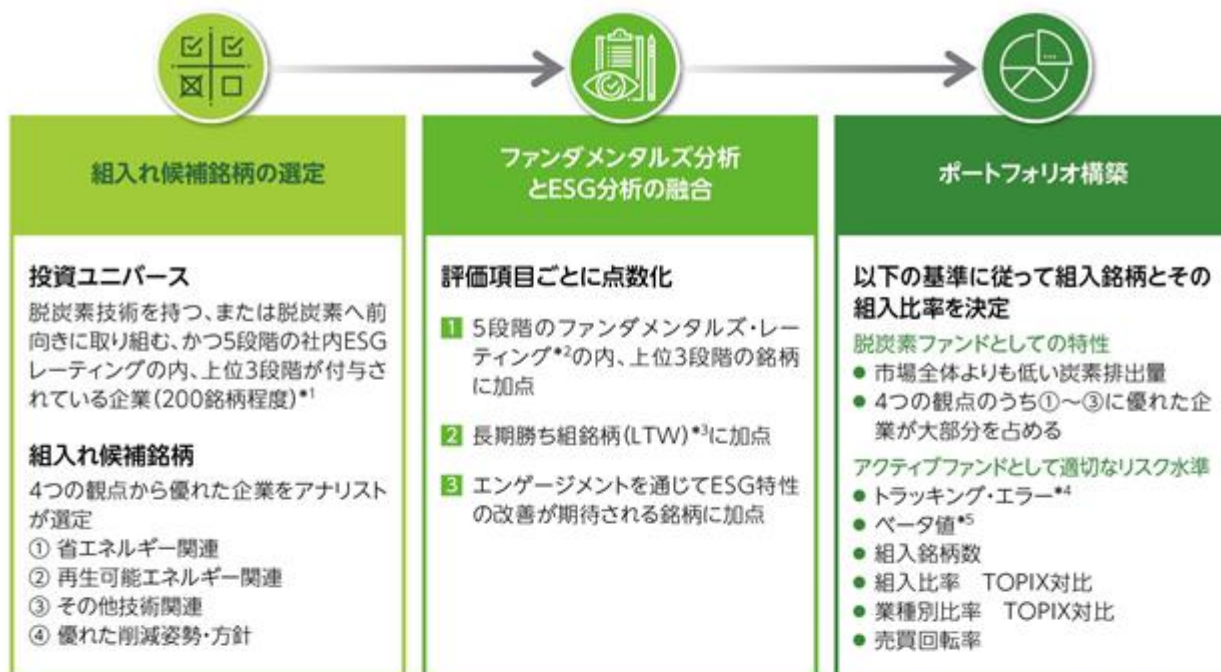 組入れ候補銘柄の選定
投資ユニバース
脱炭素技術を持つ、または脱炭素へ前
向きに取り組む、かつ5段階の社内ESG
レーティングの内、上位3段階が付与さ
れている企業(200銘柄程度)*1
組入れ候補銘柄
4つの観点から優れた企業をアナリスト
が選定
① 省エネルギー関連
② 再生可能エネルギー関連
③ その他技術関連
④ 優れた削減姿勢・方針
ファンダメンタルズ分析
とESG分析の融合
評価項目ごとに点数化
1 5段階のファンダメンタルズ・レー
ティング*2の内、上位3段階の銘柄
に加点
2 長期勝ち組銘柄(LTW)*3に加点
3 エンゲージメントを通じてESG特性
の改善が期待される銘柄に加点
ポートフォリオ構築
以下の基準に従って組入銘柄とその
組入比率を決定
脱炭素ファンドとしての特性
● 市場全体よりも低い炭素排出量
● 4つの観点のうち①~③に優れた企
業が大部分を占める
アクティブファンドとして適切なリスク水準
● トラッキング・エラー*4
● ベータ値*5
● 組入銘柄数
● 組入比率 TOPIX対比
● 業種別比率 TOPIX対比
● 売買回転率